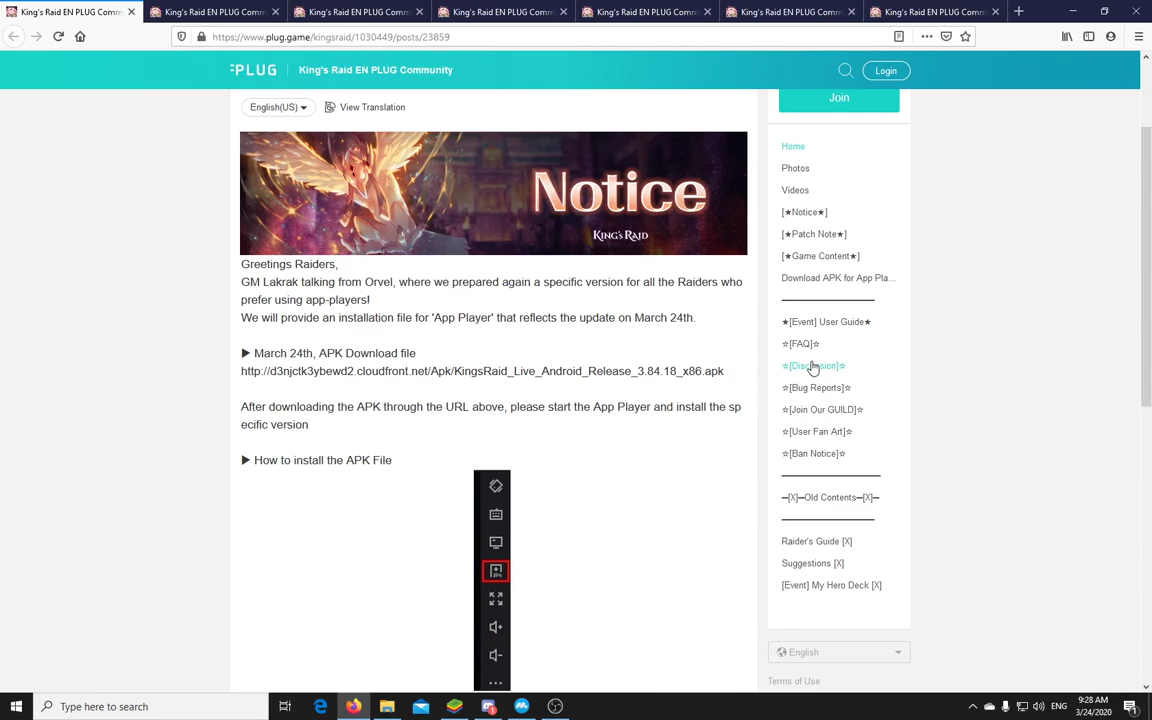 King's Raid EN PLUG Comm
King's Raid EN PLUG Comm
King's Raid EN PLUG Comm
King's Raid EN PLUG Comm
King's Raid EN PLUG Comm
King's Raid EN PLUG Comm
King's Raid EN PLUG Comm
https://www.plug.game/kingsraid/1030449/posts/23859
PLUG
King's Raid EN PLUG Community
Login
English(US)
View Translation
Join
Notice
KING'S RAID
Greetings Raiders,
GM Lakrak talking from Orvel, where we prepared again a specific version for all the Raiders who
prefer using app-players!
We will provide an installation file for 'App Player' that reflects the update on March 24th.
▶ March 24th, APK Download file
http://d3njctk3ybewd2.cloudfront.net/Apk/KingsRaid_Live_Android_Release_3.84.18_x86.apk
After downloading the APK through the URL above, please start the App Player and install the sp
ecific version
▶ How to install the APK File
Home
Photos
Videos
[★Notice★]
[★Patch Note★]
[★Game Content★]
Download APK for App Pla...
★[Event] User Guide★
☆[FAQ]☆
☆[Discussion]☆
☆[Bug Reports]☆
☆[Join Our GUILD]☆
☆[User Fan Art]☆
☆[Ban Notice]☆
━[X]━Old Contents━[X]━
Raider's Guide [X]
Suggestions [X]
[Event] My Hero Deck [X]
English
Terms of Use
Type here to search
ENG
9:28 AM
3/24/2020